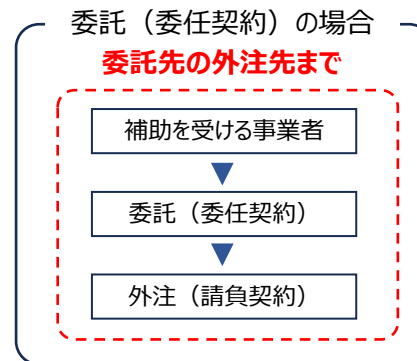 委託（委任契約）の場合
委託先の外注先まで
補助を受ける事業者
委託（委任契約）
外注（請負契約）